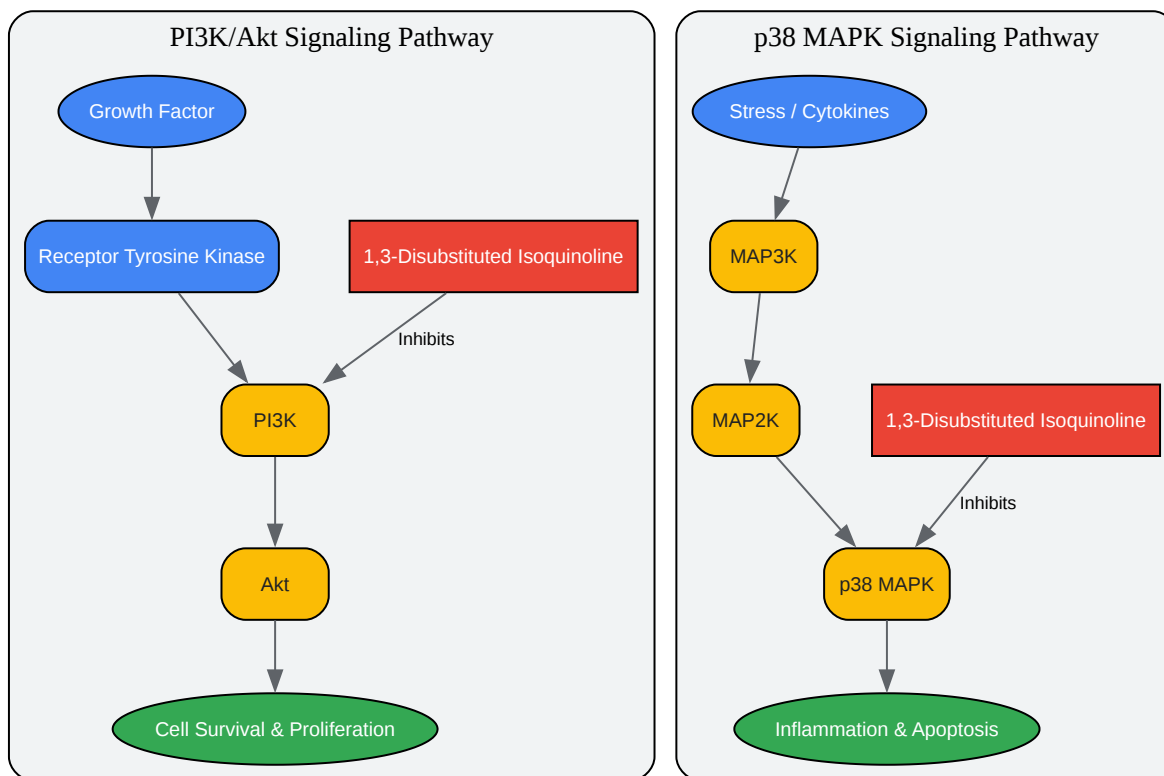 PI3K/Akt Signaling Pathway
Growth Factor
Receptor Tyrosine Kinase
1,3-Disubstituted Isoquinoline
Inhibits
PI3K
Akt
Cell Survival & Proliferation
p38 MAPK Signaling Pathway
Stress / Cytokines
MAP3K
MAP2K
1,3-Disubstituted Isoquinoline
Inhibits
p38 MAPK
Inflammation & Apoptosis